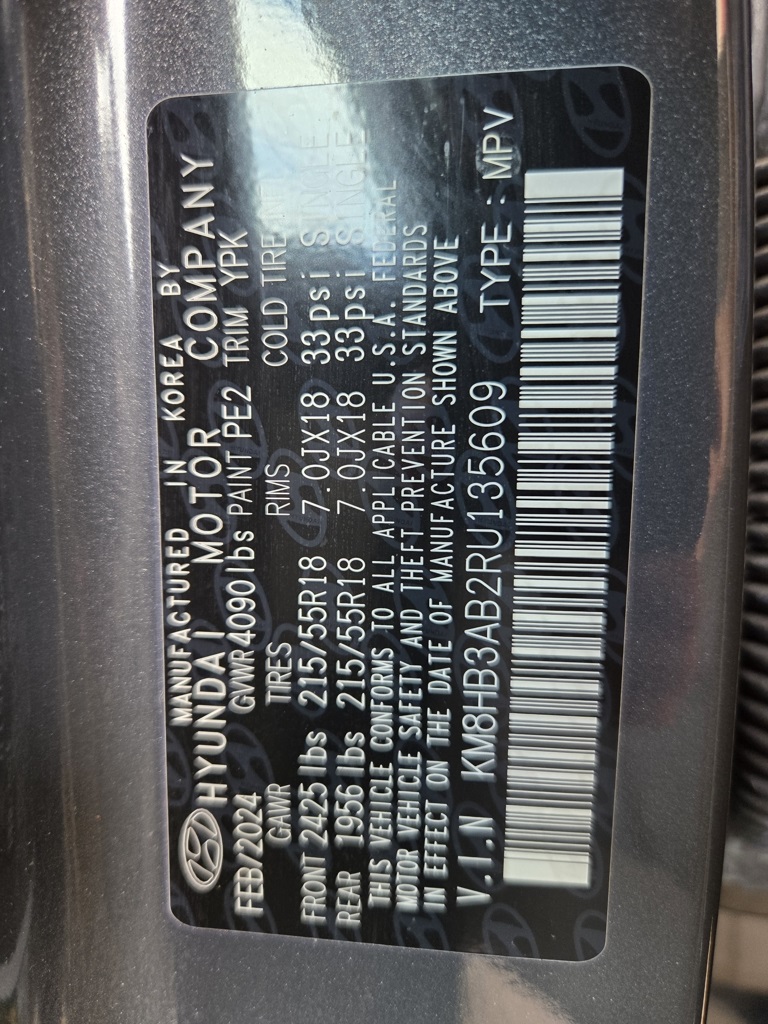 MANUFACTURED IN KOREA BY
HYUNDAI MOTOR COMPANY
FEB/2024 GVWR 4090 lbs PAINT PE2 TRIM YPK
GAWR TIRES RIMS COLD TIRE
FRONT 2425 lbs 215/55R18 7.0JX18 33psi SINGLE
REAR 1956 lbs 215/55R18 7.0JX18 33psi SINGLE
THIS VEHICLE CONFORMS TO ALL APPLICABLE U.S.A. FEDERAL
MOTOR VEHICLE SAFETY AND THEFT PREVENTION STANDARDS
IN EFFECT ON THE DATE OF MANUFACTURE SHOWN ABOVE
V.I.N KM8HB3AB2RU135609 TYPE : MPV